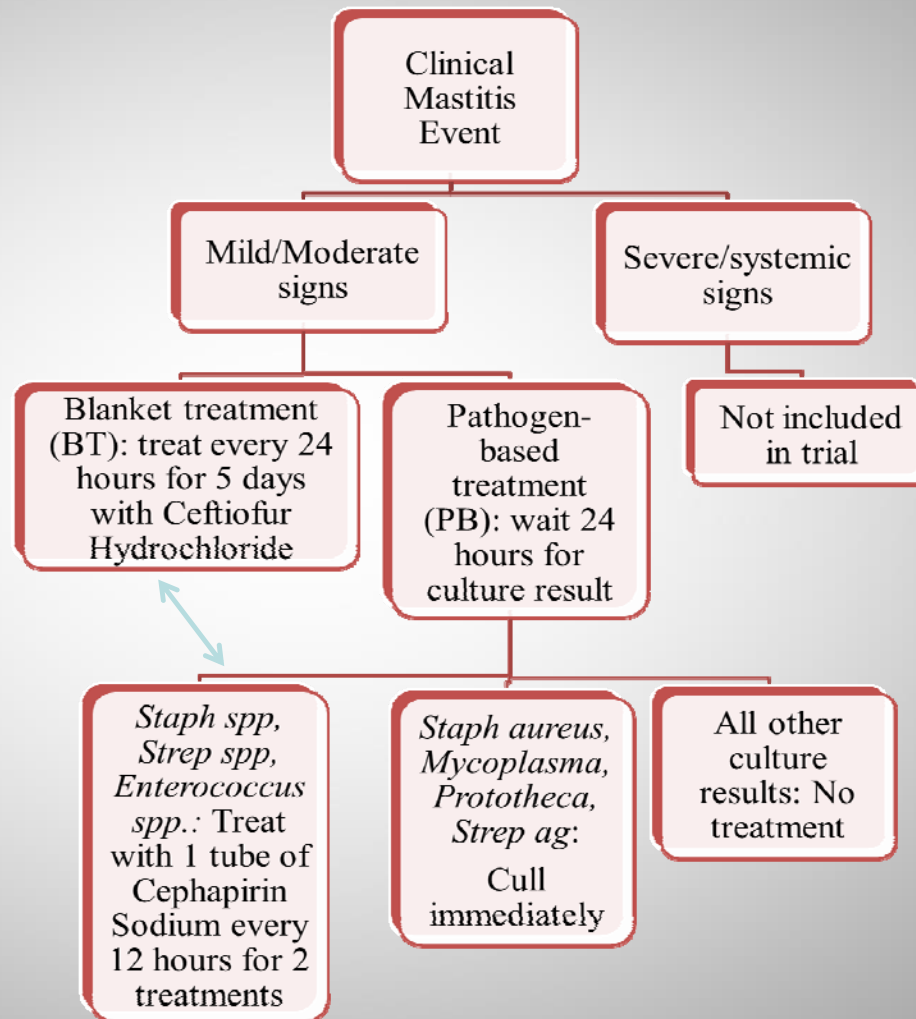 Clinical
Mastitis
Event
Mild/Moderate
signs
Severe/systemic
signs
Blanket treatment
(BT): treat every 24
hours for 5 days
with Ceftiofur
Hydrochloride
Pathogen-
based
treatment
(PB): wait 24
hours for
culture result
Not included
in trial
Staph spp,
Strep spp,
Enterococcus
spp.: Treat
with 1 tube of
Cephapirin
Sodium every
12 hours for 2
treatments
Staph aureus,
Mycoplasma,
Prototheca,
Strep ag:
Cull
immediately
All other
culture
results: No
treatment